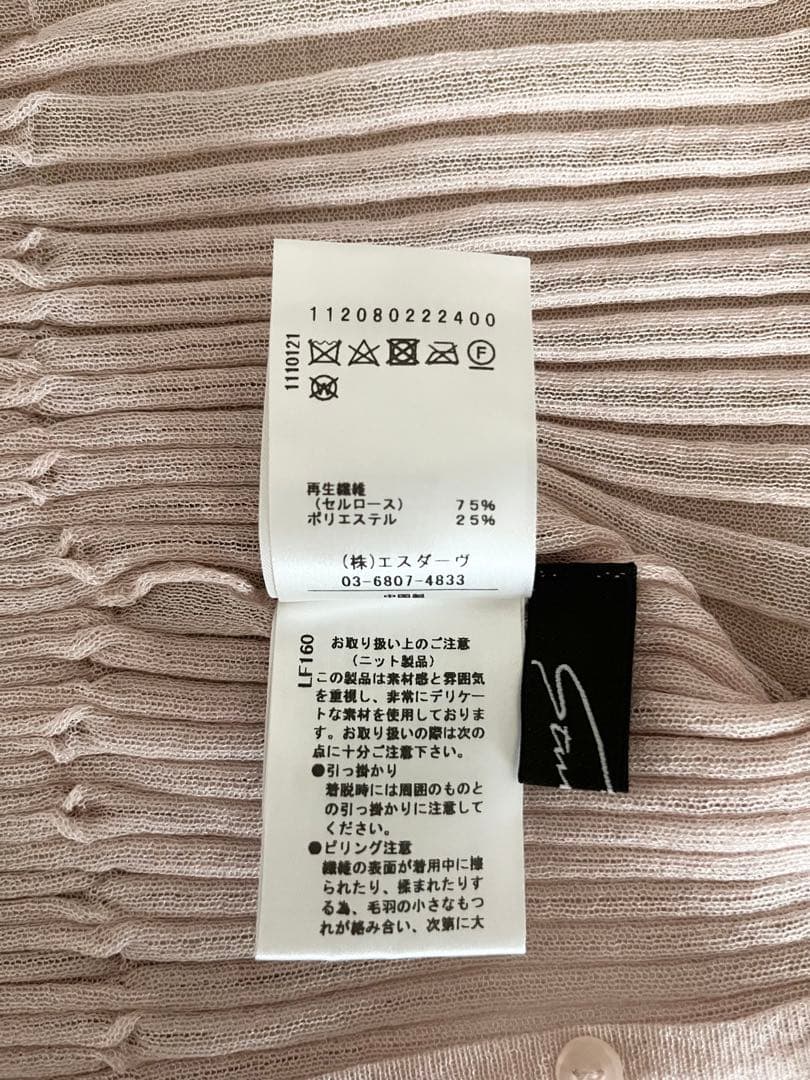 112080222400
1110121
F
W
再生繊維
(セルロース) 75%
ポリエステル 25%
(株)エスダーヴ
03-6807-4833
LF160
お取り扱い上のご注意
(ニット製品)
この製品は素材感と雰囲気
を重視し、非常にデリケー
トな素材を使用しておりま
す。お取り扱いの際は次の
点に十分ご注意下さい。
●引っ掛かり
着脱時には周囲のものと
の引っ掛かりに注意して
ください。
●ピリング注意
繊維の表面が着用中に擦
られたり、揉まれたりす
る為、毛羽の小さなもつ
れが絡み合い、次第に大